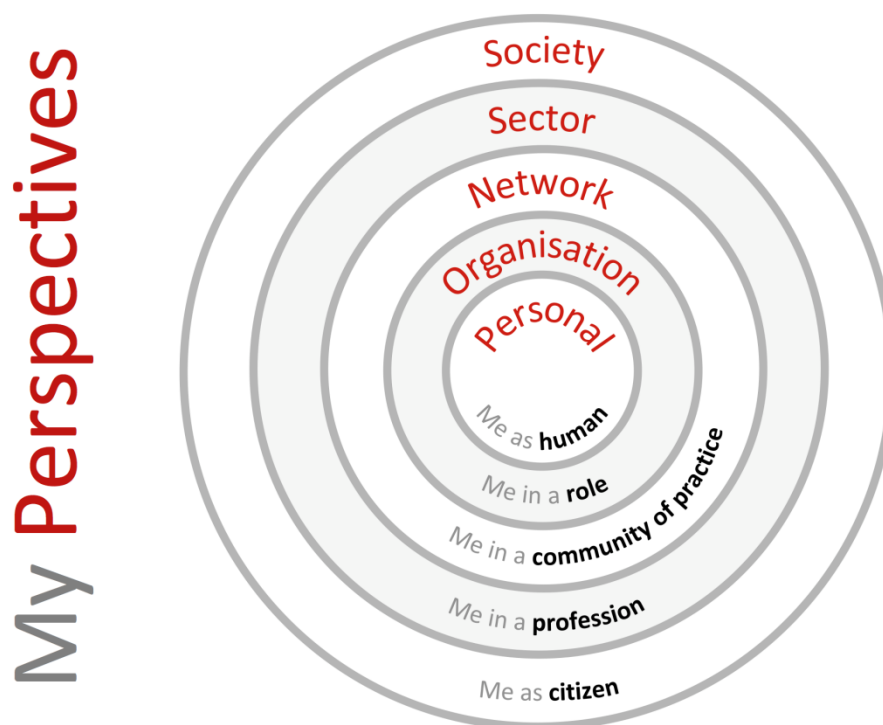 My Perspectives
Society
Sector
Network
Organisation
Personal
Me as human
Me in a role
Me in a community of practice
Me in a profession
Me as citizen